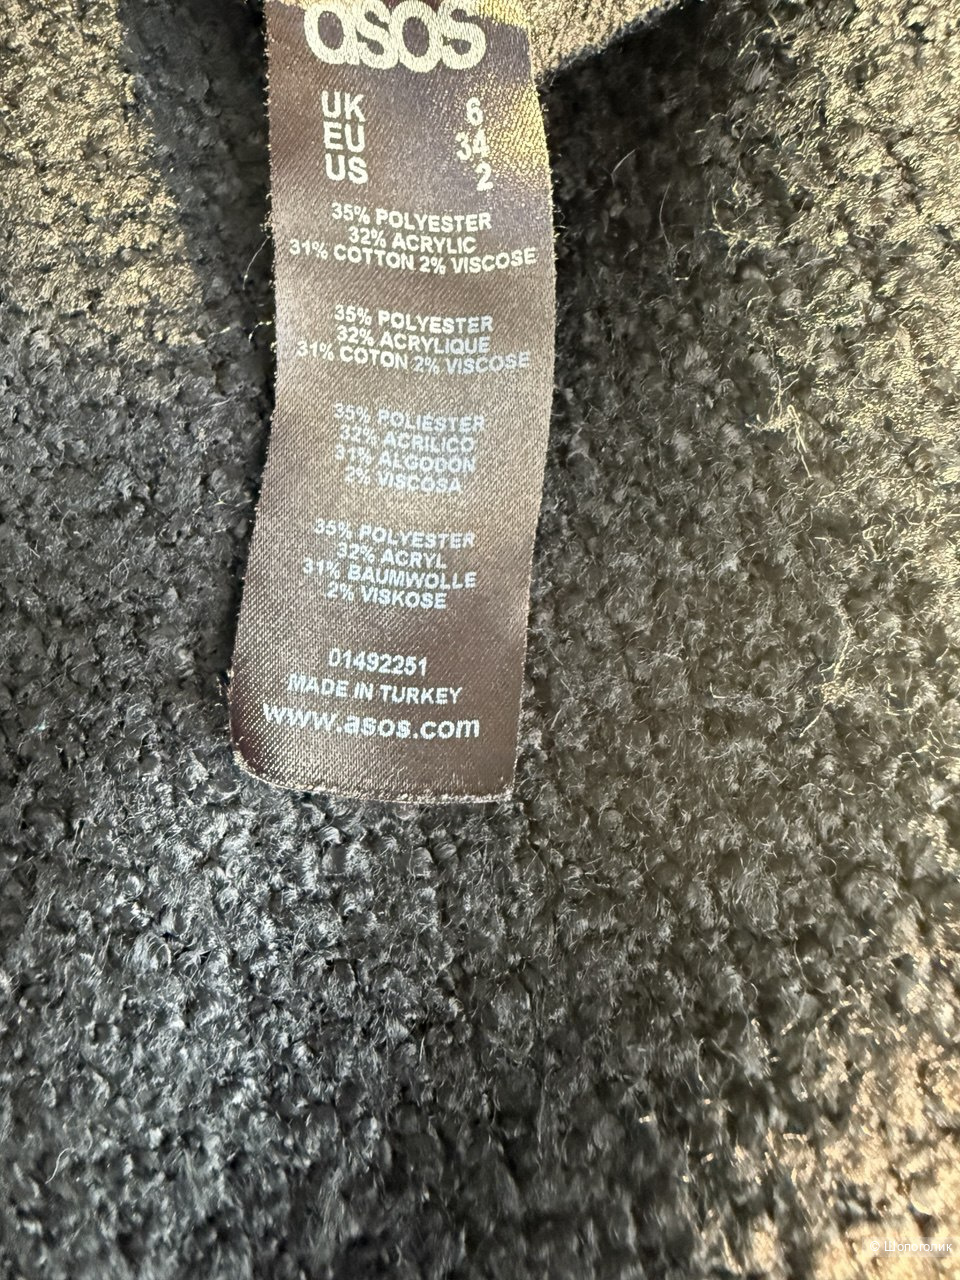 asos
UK 6
EU 34
US 2
35% POLYESTER
32% ACRYLIC
31% COTTON 2% VISCOSE
35% POLYESTER
32% ACRYLIQUE
31% COTON 2% VISCOSE
35% POLIESTER
32% ACRILICO
31% ALGODON
2% VISCOSA
35% POLYESTER
32% ACRYL
31% BAUMWOLLE
2% VISKOSE
01492251
MADE IN TURKEY
www.asos.com
© Шопоголик